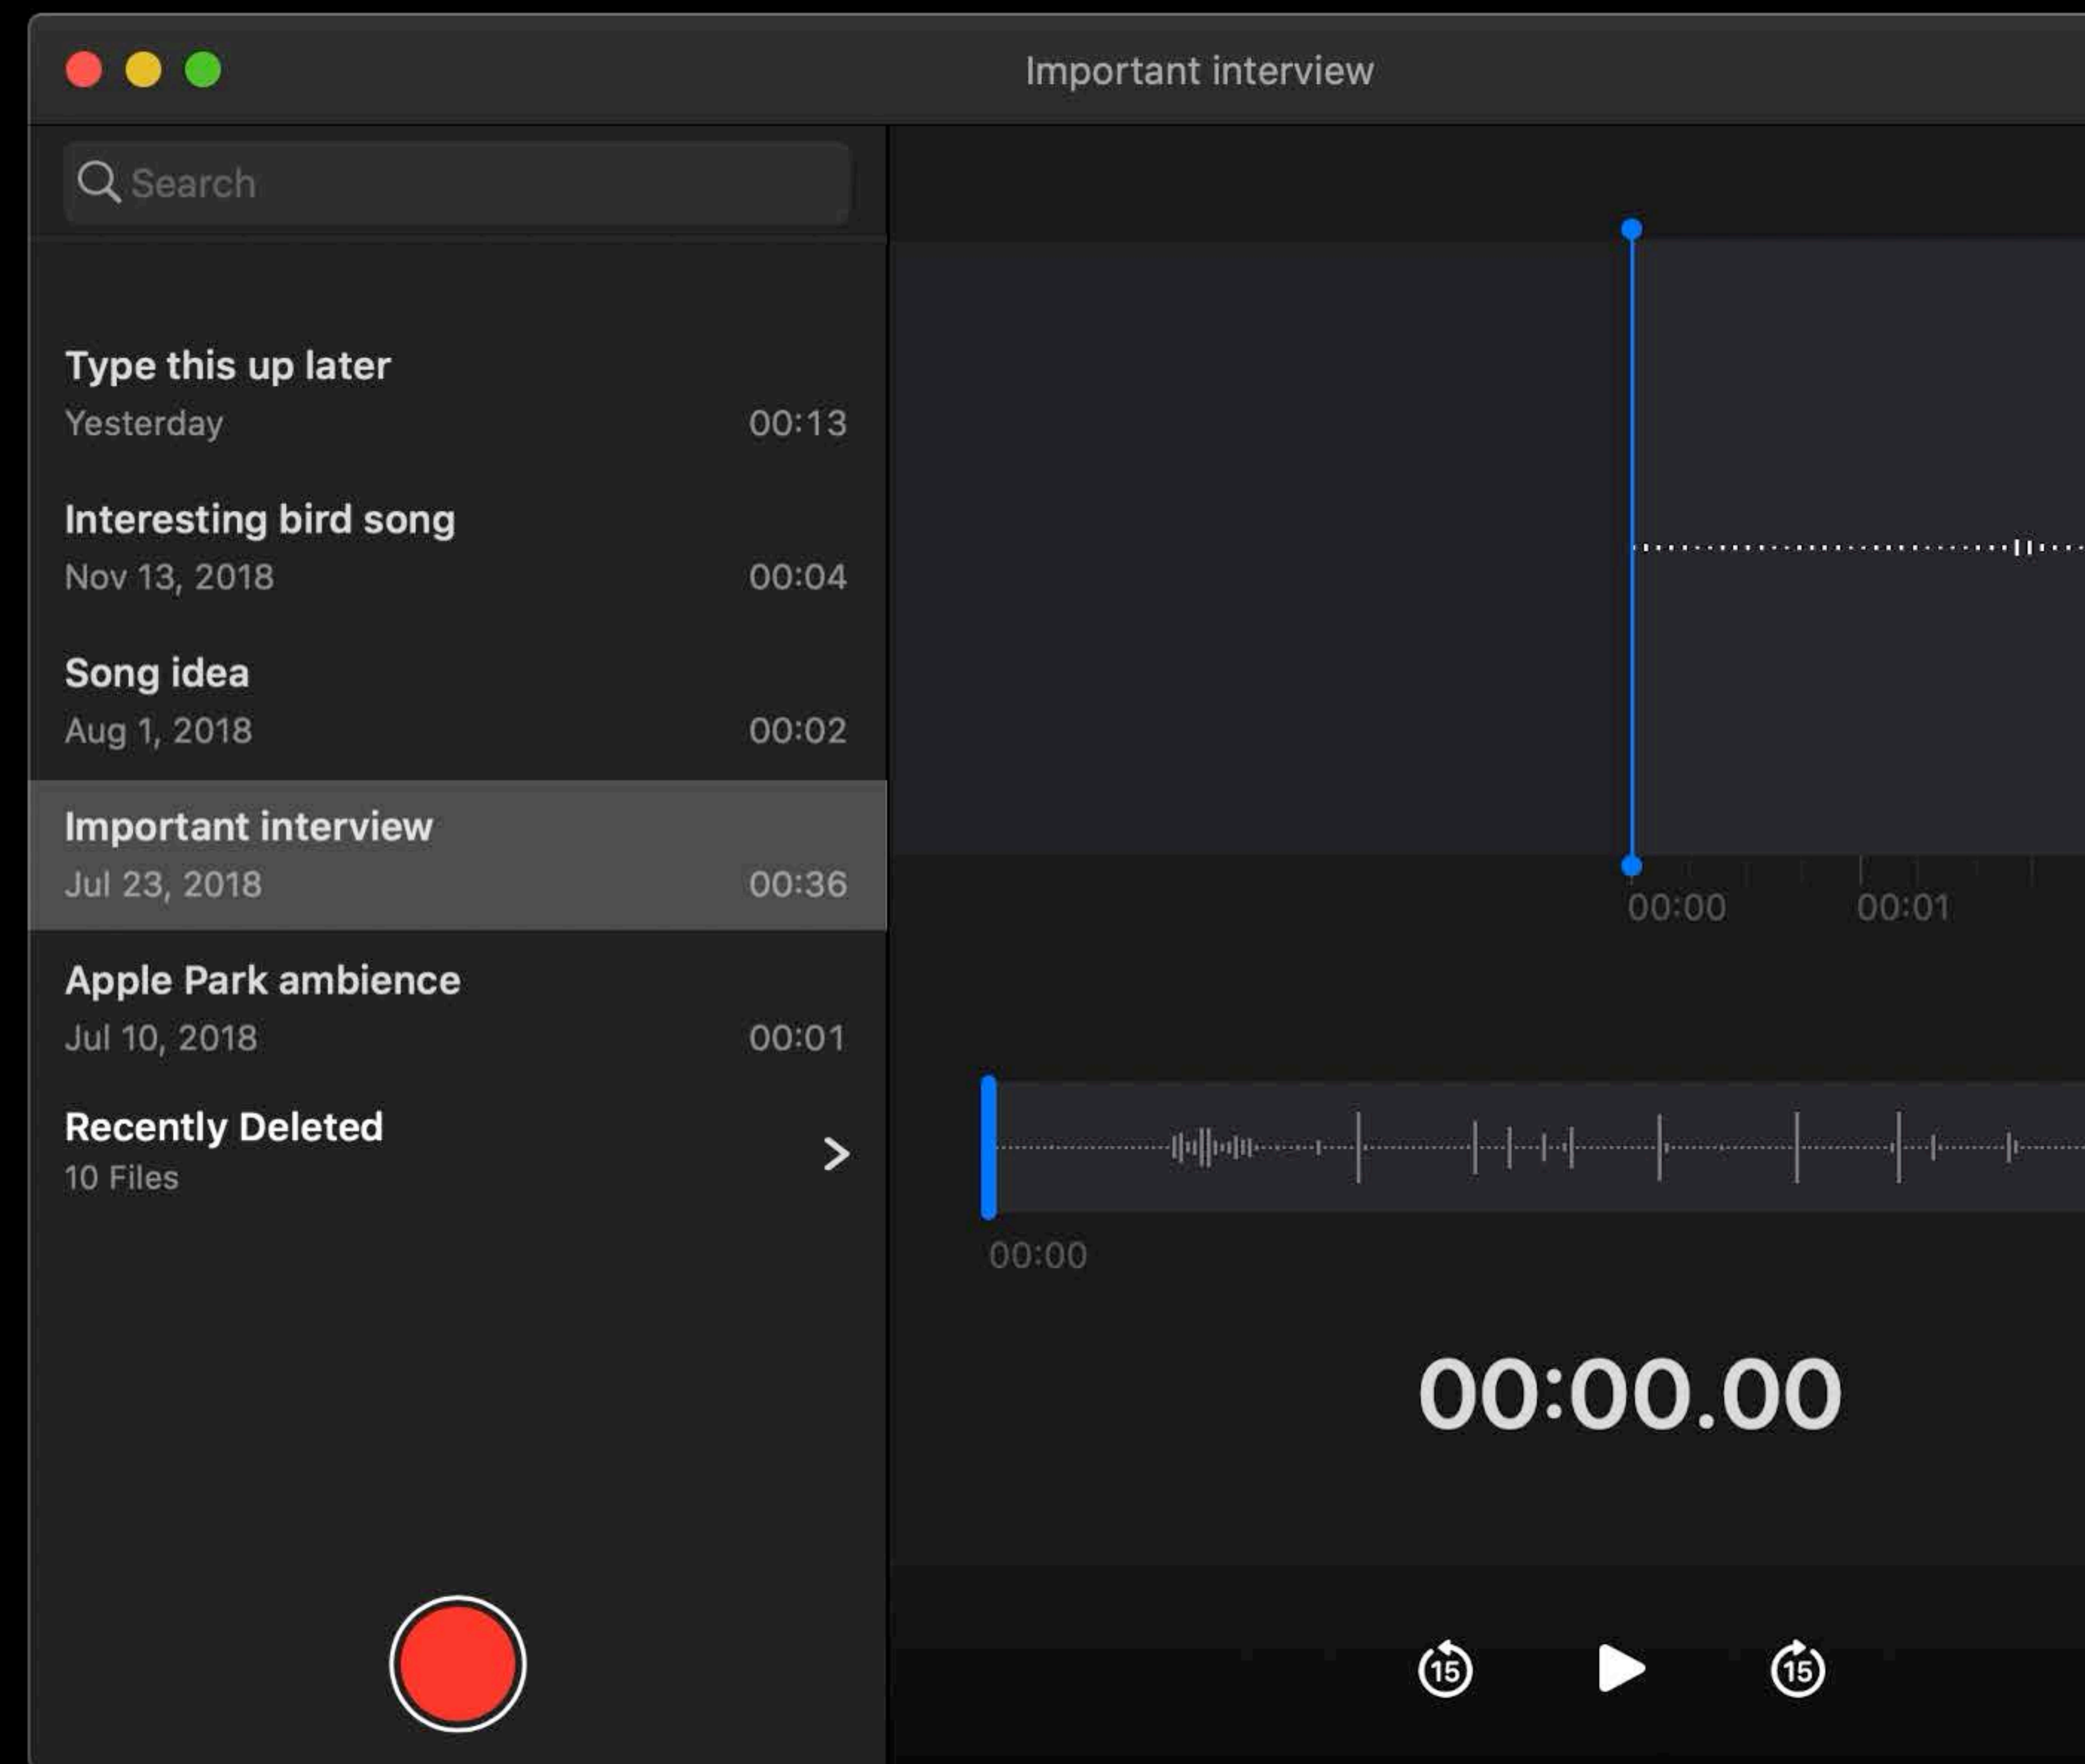 Important interview
Search
Type this up later
Yesterday 00:13
Interesting bird song
Nov 13, 2018 00:04
Song idea
Aug 1, 2018 00:02
Important interview
Jul 23, 2018 00:36
Apple Park ambience
Jul 10, 2018 00:01
Recently Deleted
10 Files
00:00 00:01
00:00
00:00.00
15 15